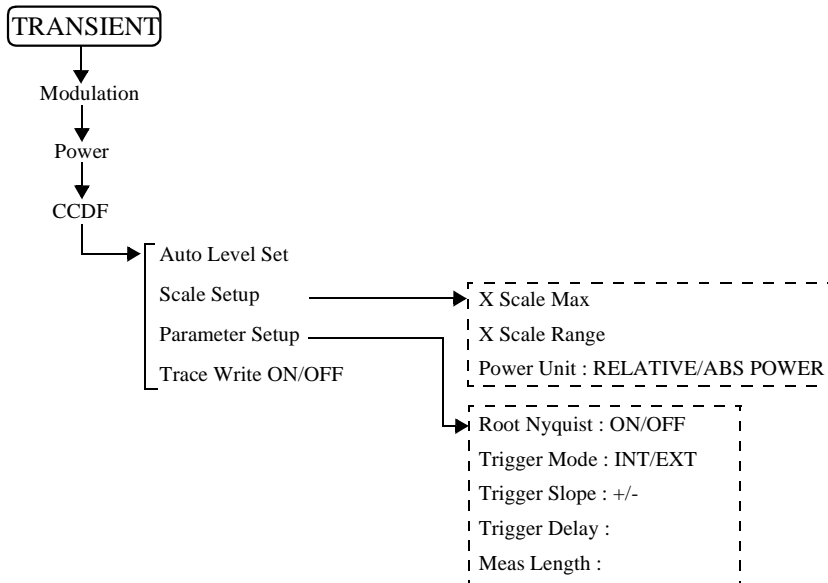 TRANSIENT
Modulation
Power
CCDF
Auto Level Set
Scale Setup
Parameter Setup
Trace Write ON/OFF
X Scale Max
X Scale Range
Power Unit : RELATIVE/ABS POWER
Root Nyquist : ON/OFF
Trigger Mode : INT/EXT
Trigger Slope : +/-
Trigger Delay :
Meas Length :